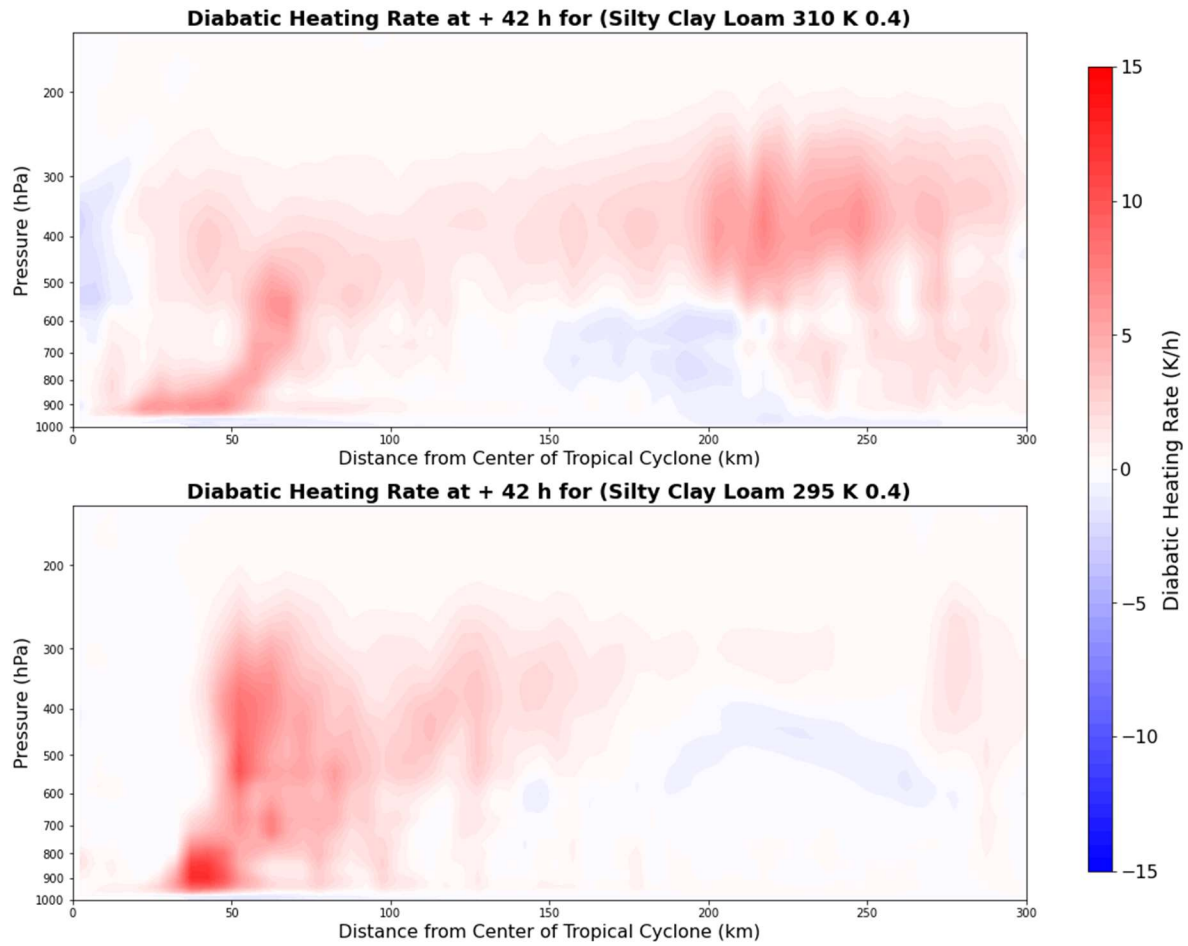 Diabatic Heating Rate at + 42 h for (Silty Clay Loam 310 K 0.4)
200
300
400
500
600
700
800
900
1000
Pressure (hPa)
0 50 100 150 200 250 300
Distance from Center of Tropical Cyclone (km)
Diabatic Heating Rate at + 42 h for (Silty Clay Loam 295 K 0.4)
200
300
400
500
600
700
800
900
1000
Pressure (hPa)
0 50 100 150 200 250 300
Distance from Center of Tropical Cyclone (km)
15
10
5
0
−5
−10
−15
Diabatic Heating Rate (K/h)